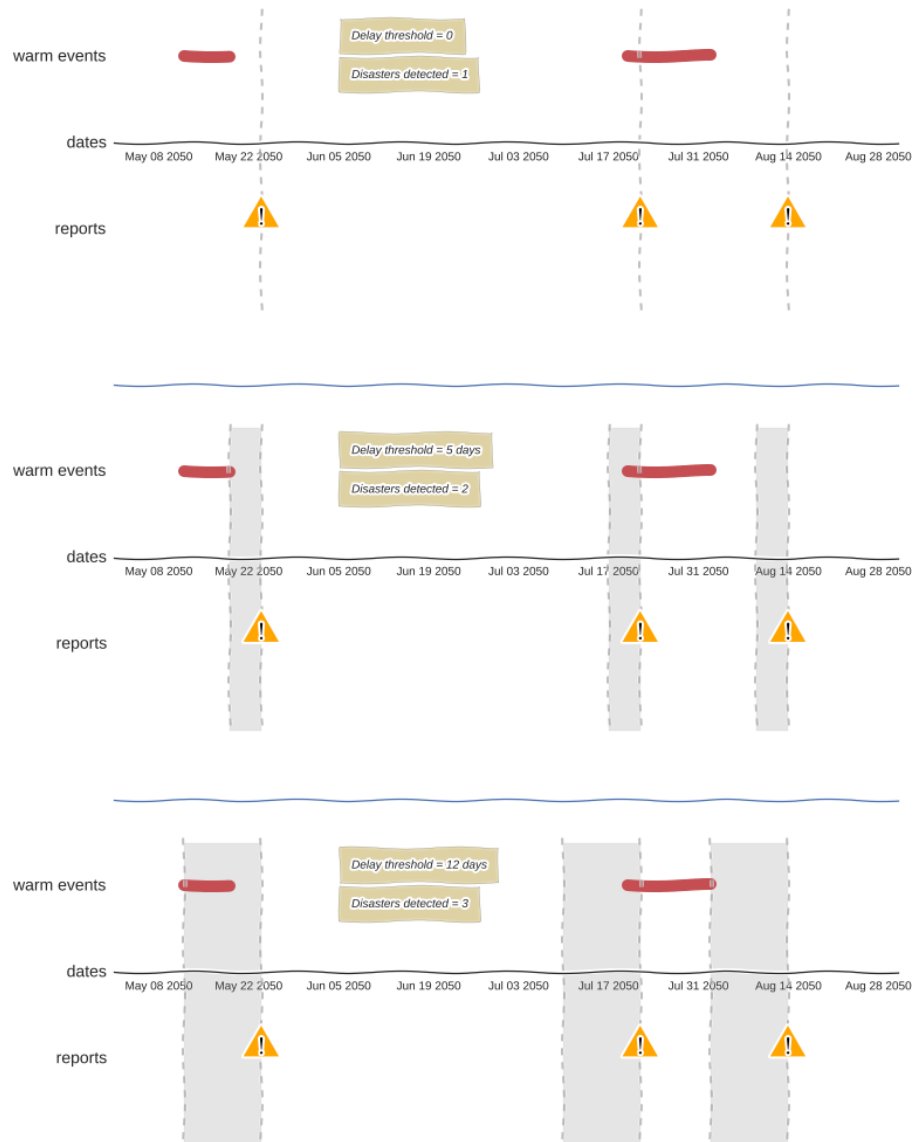 Delay threshold = 0
warm events
Disasters detected = 1
dates
May 08 2050 May 22 2050 Jun 05 2050 Jun 19 2050 Jul 03 2050 Jul 17 2050 Jul 31 2050 Aug 14 2050 Aug 28 2050
! ! !
reports
Delay threshold = 5 days
warm events
Disasters detected = 2
dates
May 08 2050 May 22 2050 Jun 05 2050 Jun 19 2050 Jul 03 2050 Jul 17 2050 Jul 31 2050 Aug 14 2050 Aug 28 2050
! ! !
reports
Delay threshold = 12 days
warm events
Disasters detected = 3
dates
May 08 2050 May 22 2050 Jun 05 2050 Jun 19 2050 Jul 03 2050 Jul 17 2050 Jul 31 2050 Aug 14 2050 Aug 28 2050
! ! !
reports